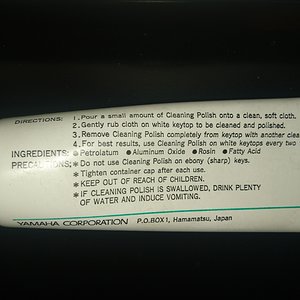 DIRECTIONS: 1.Pour a small amount of Cleaning Polish onto a clean, soft cloth.
2.Gently rub cloth on white keytop to be cleaned and polished.
3.Remove Cleaning Polish completely from keytop with another clea
4.For best results, use Cleaning Polish on white keytops every two
INGREDIENTS: ●Petrolatum ●Aluminum Oxide ●Rosin ●Fatty Acid
PRECAUTIONS: ✱Do not use Cleaning Polish on ebony (sharp) keys.
✱Tighten container cap after each use.
✱KEEP OUT OF REACH OF CHILDREN.
✱IF CLEANING POLISH IS SWALLOWED, DRINK PLENTY
OF WATER AND INDUCE VOMITING.
YAMAHA CORPORATION P.O.BOX1, Hamamatsu, Japan